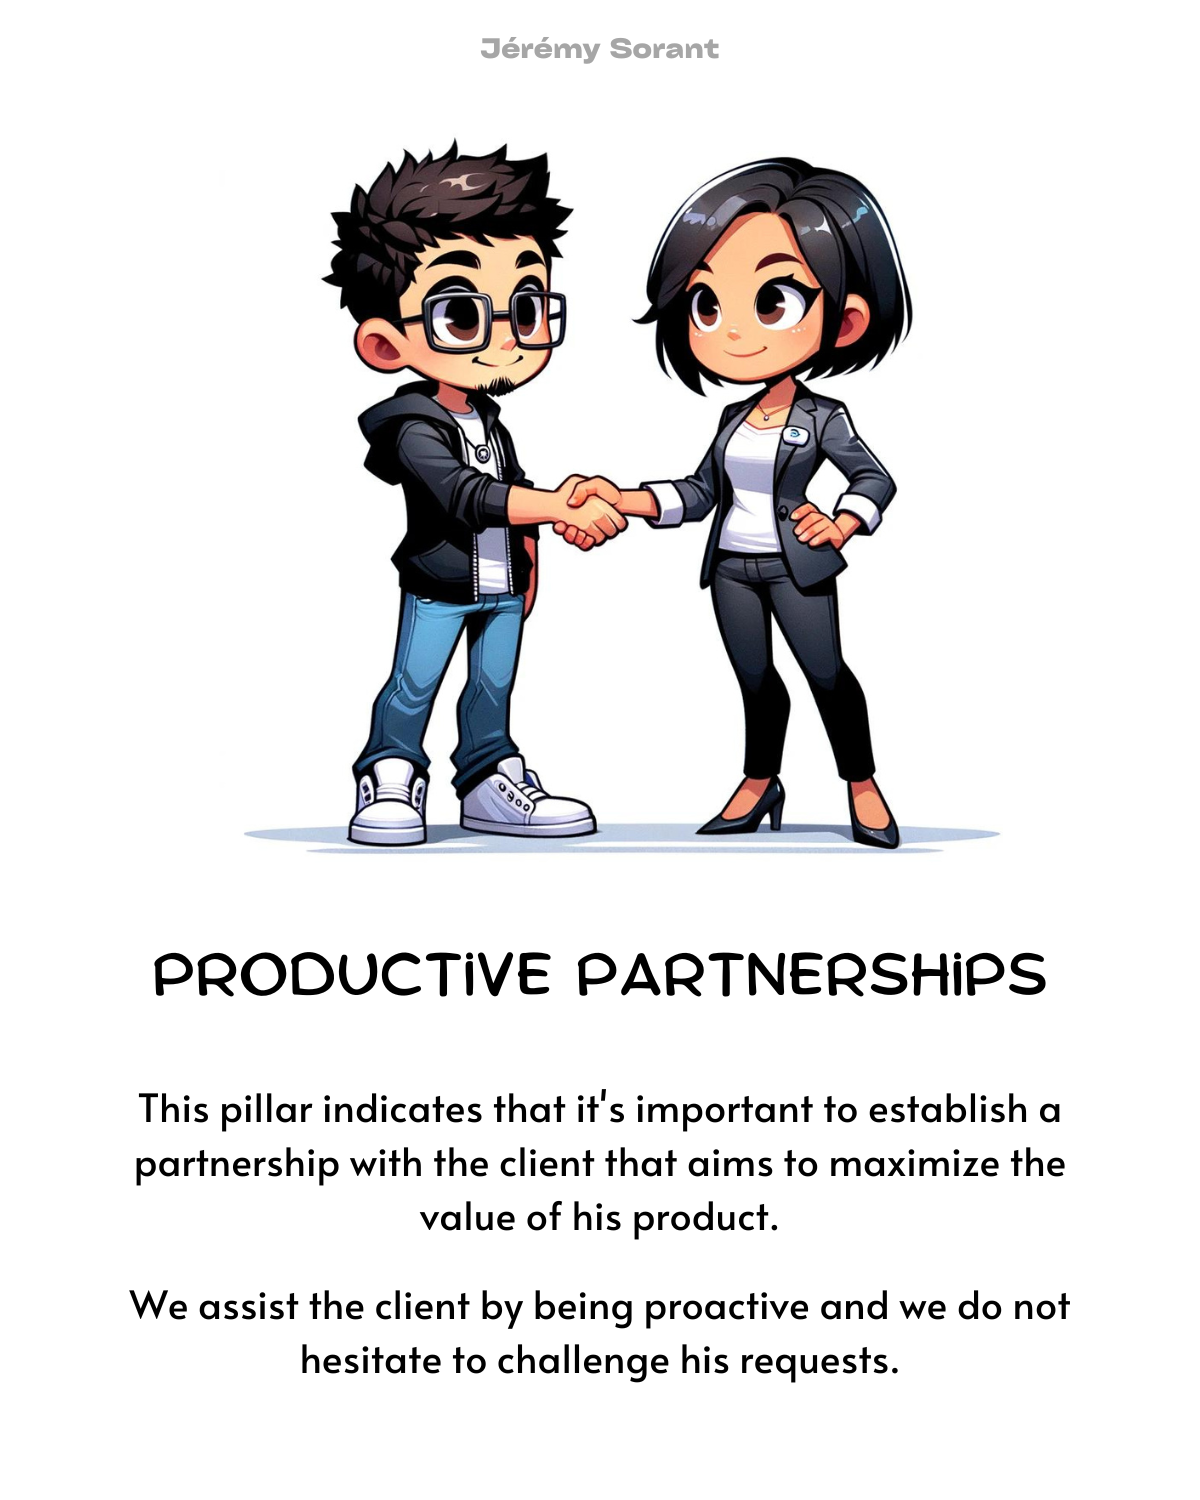 Jérémy Sorant
PRODUCTiVE PARTNERSHiPS
This pillar indicates that it's important to establish a
partnership with the client that aims to maximize the
value of his product.
We assist the client by being proactive and we do not
hesitate to challenge his requests.